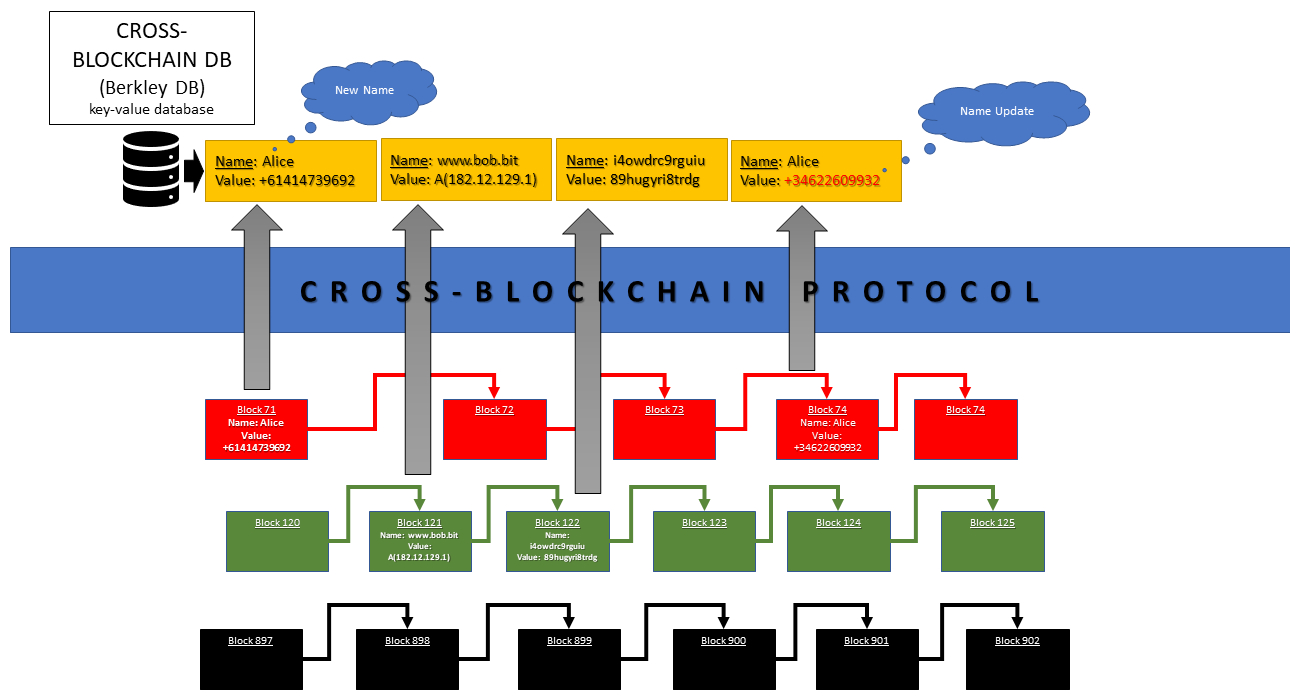 CROSS-
BLOCKCHAIN DB
(Berkley DB)
key-value database
New Name
Name Update
Name: Alice
Value: +61414739692
Name: www.bob.bit
Value: A(182.12.129.1)
Name: i4owdrc9rguiu
Value: 89hugyri8trdg
Name: Alice
Value: +34622609932
CROSS-BLOCKCHAIN PROTOCOL
Block 71
Name: Alice
Value:
+61414739692
Block 72
Block 73
Block 74
Name: Alice
Value:
+34622609932
Block 74
Block 120
Block 121
Name: www.bob.bit
Value:
A(182.12.129.1)
Block 122
Name:
i4owdrc9rguiu
Value: 89hugyri8trdg
Block 123
Block 124
Block 125
Block 897
Block 898
Block 899
Block 900
Block 901
Block 902